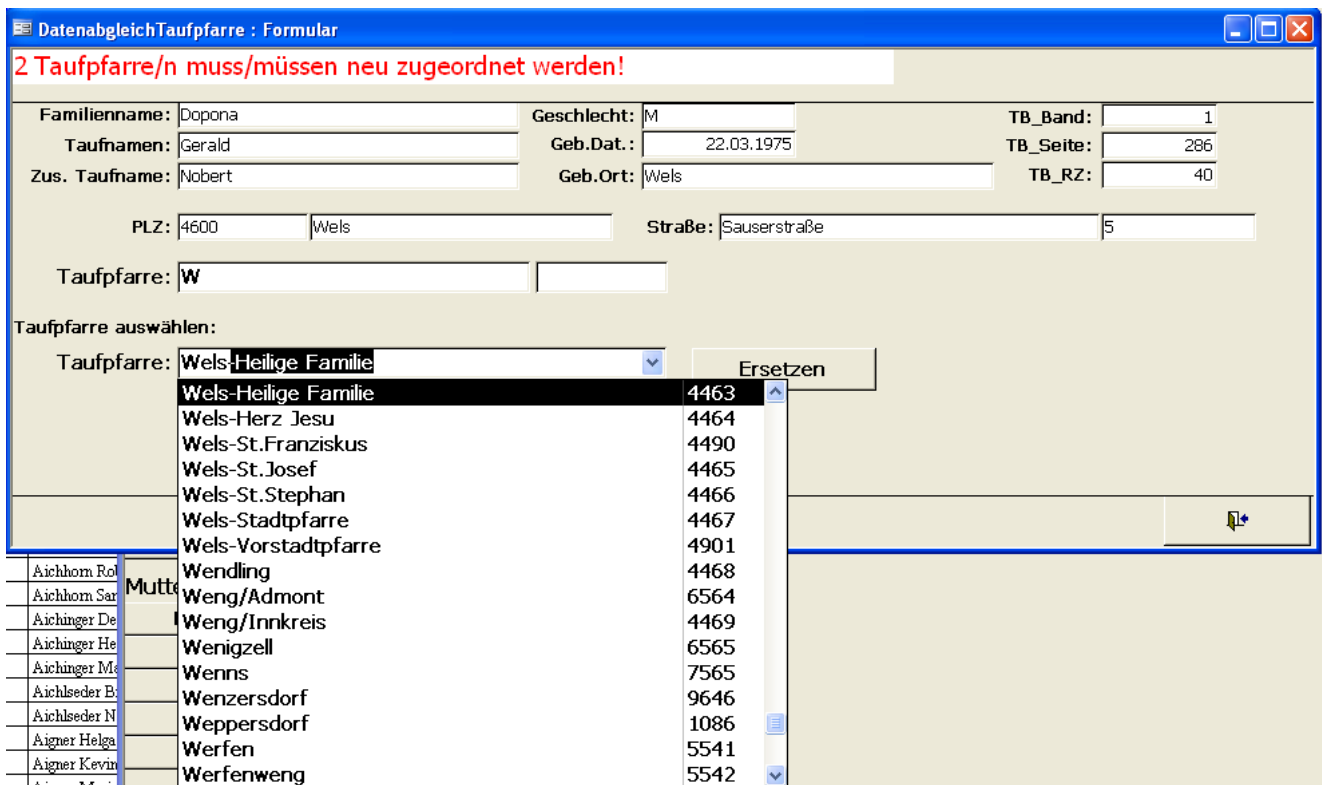 DatenabgleichTaufpfarre : Formular
2 Taufpfarre/n muss/müssen neu zugeordnet werden!
Familienname: Dopona Geschlecht: M TB_Band: 1
Taufnamen: Gerald Geb.Dat.: 22.03.1975 TB_Seite: 286
Zus. Taufname: Nobert Geb.Ort: Wels TB_RZ: 40
PLZ: 4600 Wels Straße: Sauserstraße 5
Taufpfarre: W
Taufpfarre auswählen:
Taufpfarre: Wels-Heilige Familie Ersetzen
Wels-Heilige Familie 4463
Wels-Herz Jesu 4464
Wels-St.Franziskus 4490
Wels-St.Josef 4465
Wels-St.Stephan 4466
Wels-Stadtpfarre 4467
Wels-Vorstadtpfarre 4901
Aichhorn Wendling 4468
Aichhorn Weng/Admont 6564
Aichinger Weng/Innkreis 4469
Aichinger Wenigzell 6565
Aichinger Wenns 7565
Aichlseder Wenzersdorf 9646
Aichlseder Weppersdorf 1086
Aigner Helga Werfen 5541
Aigner Kevin Werfenweng 5542